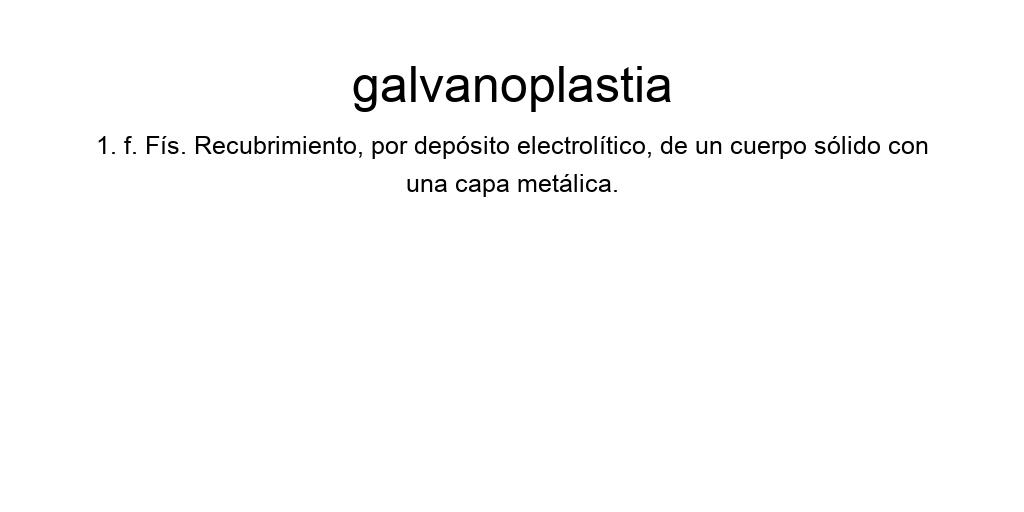 galvanoplastia
1. f. Fís. Recubrimiento, por depósito electrolítico, de un cuerpo sólido con
una capa metálica.